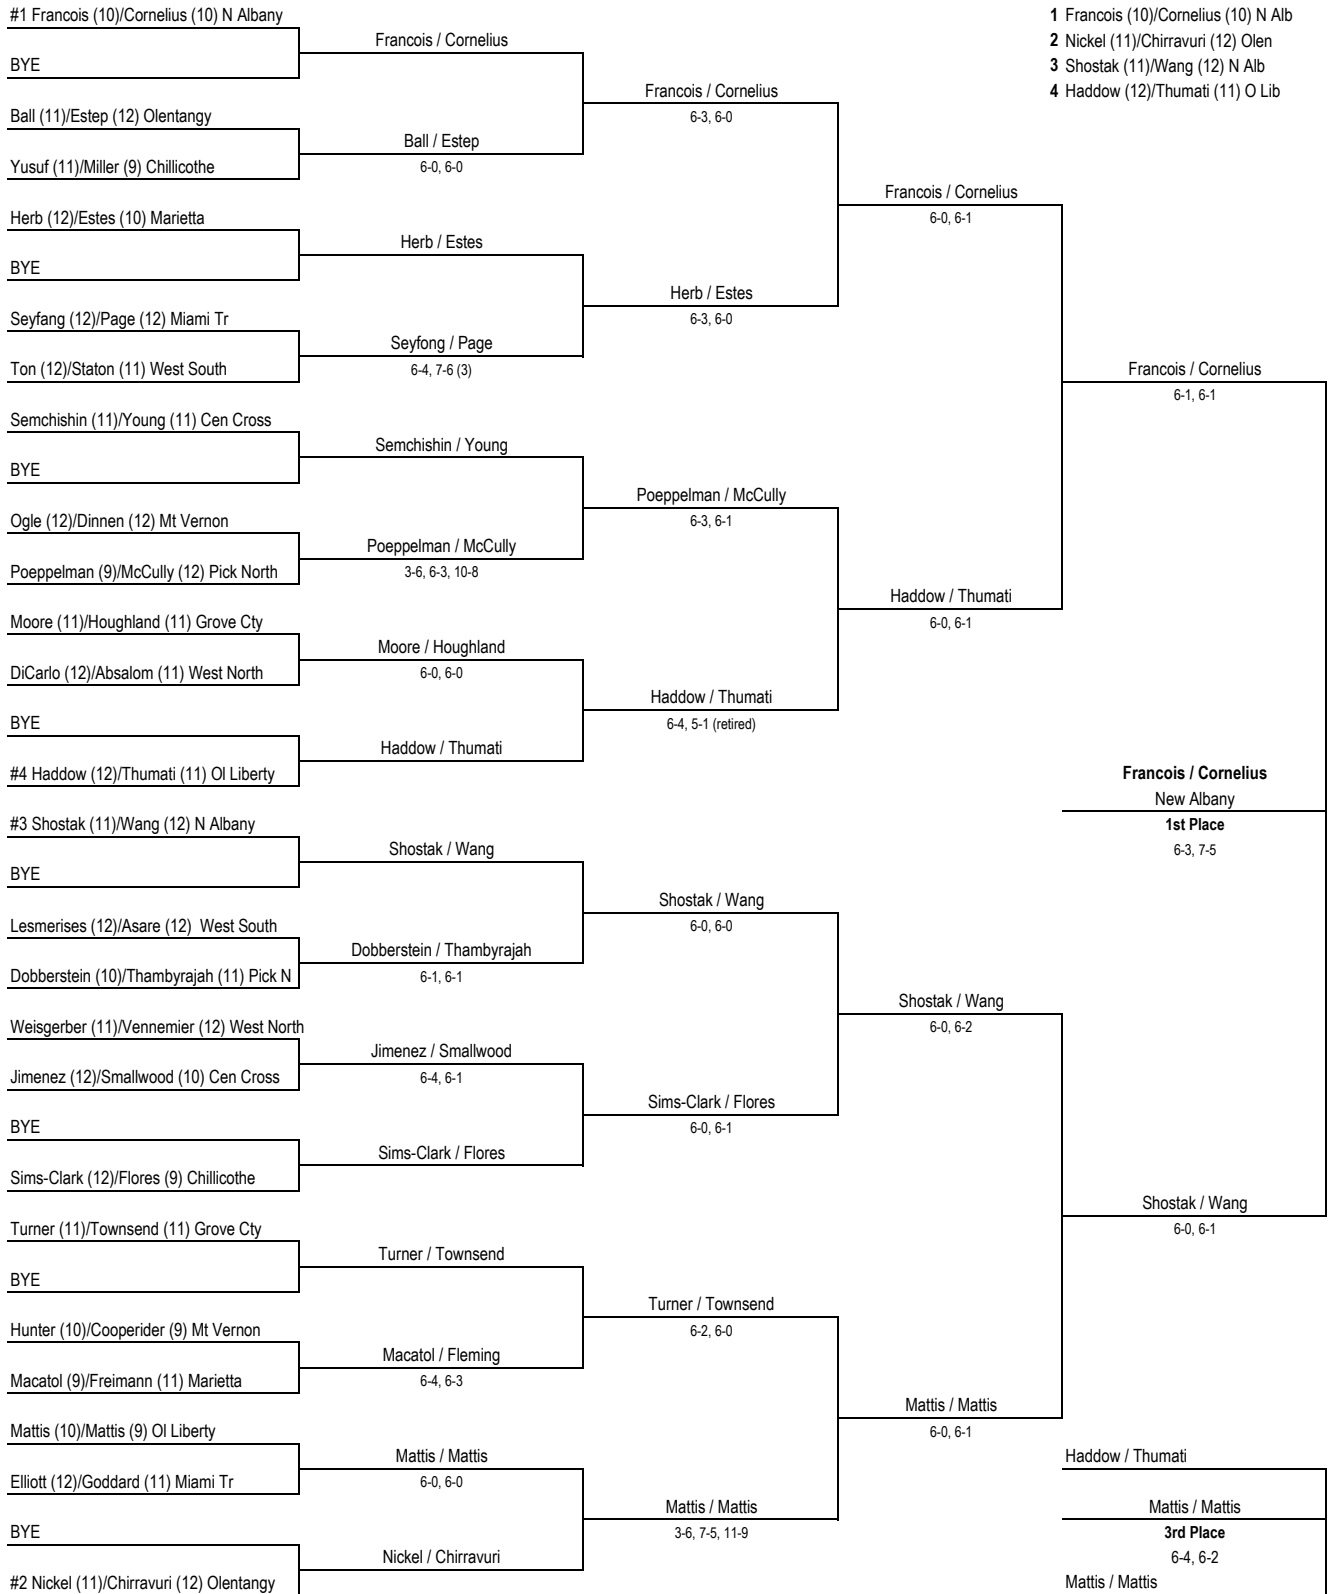 #1 Francois (10)/Cornelius (10) N Albany
BYE
Ball (11)/Estep (12) Olentangy
Yusuf (11)/Miller (9) Chillicothe
Herb (12)/Estes (10) Marietta
BYE
Seyfang (12)/Page (12) Miami Tr
Ton (12)/Staton (11) West South
Semchishin (11)/Young (11) Cen Cross
BYE
Ogle (12)/Dinnen (12) Mt Vernon
Poeppelman (9)/McCully (12) Pick North
Moore (11)/Houghland (11) Grove Cty
DiCarlo (12)/Absalom (11) West North
BYE
#4 Haddow (12)/Thumati (11) Ol Liberty
#3 Shostak (11)/Wang (12) N Albany
BYE
Lesmerises (12)/Asare (12) West South
Dobberstein (10)/Thambyrajah (11) Pick N
Weisgerber (11)/Vennemier (12) West North
Jimenez (12)/Smallwood (10) Cen Cross
BYE
Sims-Clark (12)/Flores (9) Chillicothe
Turner (11)/Townsend (11) Grove Cty
BYE
Hunter (10)/Cooperider (9) Mt Vernon
Macatol (9)/Freimann (11) Marietta
Mattis (10)/Mattis (9) Ol Liberty
Elliott (12)/Goddard (11) Miami Tr
BYE
#2 Nickel (11)/Chirravuri (12) Olentangy
Francois / Cornelius
Ball / Estep
6-0, 6-0
Herb / Estes
Seyfong / Page
6-4, 7-6 (3)
Semchishin / Young
Poeppelman / McCully
3-6, 6-3, 10-8
Moore / Houghland
6-0, 6-0
Haddow / Thumati
Shostak / Wang
Dobberstein / Thambyrajah
6-1, 6-1
Jimenez / Smallwood
6-4, 6-1
Sims-Clark / Flores
Turner / Townsend
Macatol / Fleming
6-4, 6-3
Mattis / Mattis
6-0, 6-0
Nickel / Chirravuri
Francois / Cornelius
6-3, 6-0
Herb / Estes
6-3, 6-0
Poeppelman / McCully
6-3, 6-1
Haddow / Thumati
6-4, 5-1 (retired)
Shostak / Wang
6-0, 6-0
Sims-Clark / Flores
6-0, 6-1
Turner / Townsend
6-2, 6-0
Mattis / Mattis
3-6, 7-5, 11-9
Francois / Cornelius
6-0, 6-1
Haddow / Thumati
6-0, 6-1
Shostak / Wang
6-0, 6-2
Mattis / Mattis
6-0, 6-1
1 Francois (10)/Cornelius (10) N Alb
2 Nickel (11)/Chirravuri (12) Olen
3 Shostak (11)/Wang (12) N Alb
4 Haddow (12)/Thumati (11) O Lib
Francois / Cornelius
6-1, 6-1
Francois / Cornelius
New Albany
1st Place
6-3, 7-5
Shostak / Wang
6-0, 6-1
Haddow / Thumati
Mattis / Mattis
3rd Place
6-4, 6-2
Mattis / Mattis